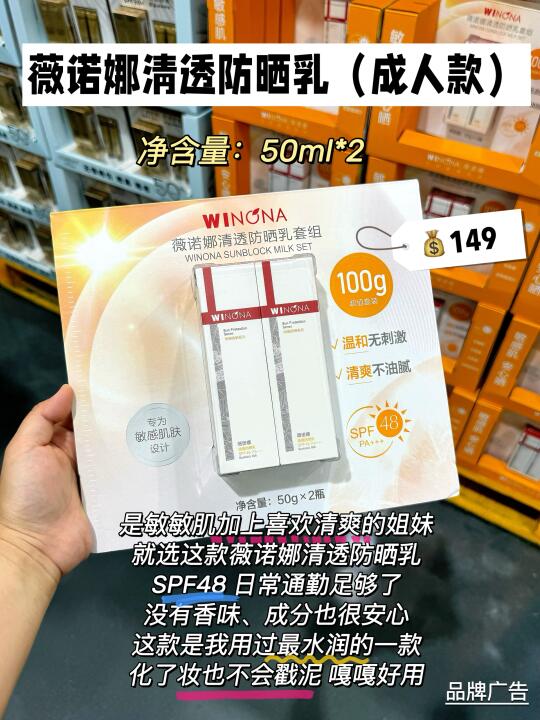 薇诺娜清透防晒乳（成人款）
净含量：50ml*2
WINONA
薇诺娜清透防晒乳套组
WINONA SUNBLOCK MILK SET
149
100g
WINONA
WINONA
温和无刺激
清爽不油腻
SPF 48
PA+++
专为
敏感肌肤
设计
净含量：50g×2瓶
是敏敏肌加上喜欢清爽的姐妹
就选这款薇诺娜清透防晒乳
SPF48 日常通勤足够了
没有香味、成分也很安心
这款是我用过最水润的一款
化了妆也不会戳泥 嘎嘎好用
品牌广告